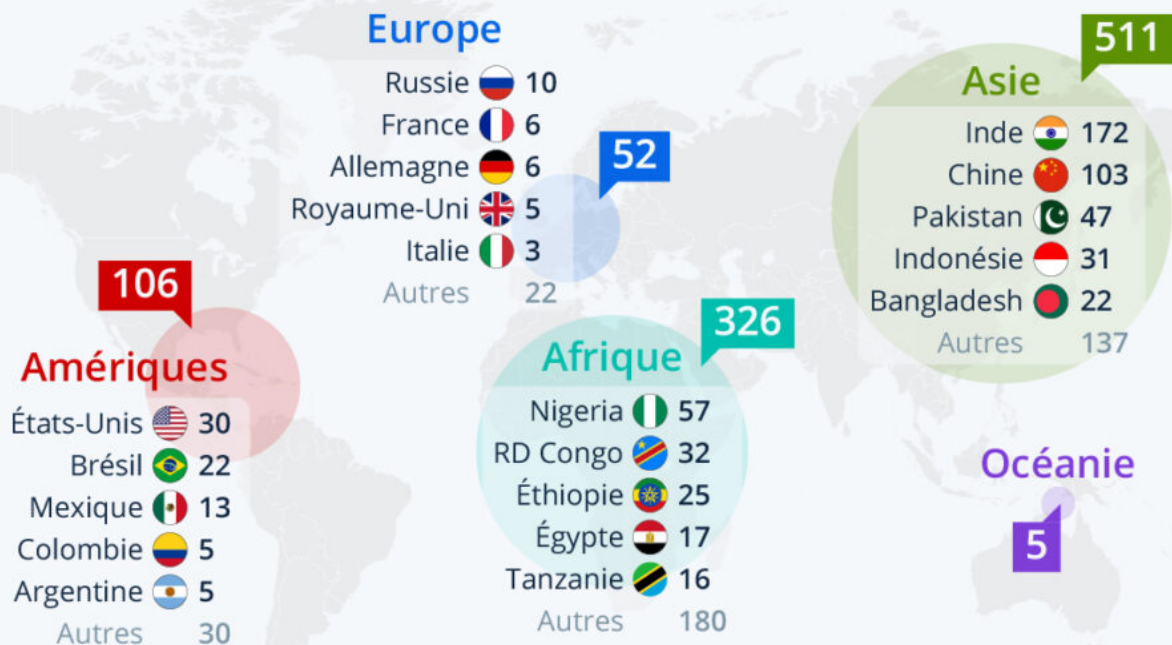 Europe
Russie 10
France 6
Allemagne 6
Royaume-Uni 5
Italie 3
Autres 22
52
511
Asie
Inde 172
Chine 103
Pakistan 47
Indonésie 31
Bangladesh 22
Autres 137
106
Amériques
États-Unis 30
Brésil 22
Mexique 13
Colombie 5
Argentine 5
Autres 30
326
Afrique
Nigeria 57
RD Congo 32
Éthiopie 25
Égypte 17
Tanzanie 16
Autres 180
Océanie
5